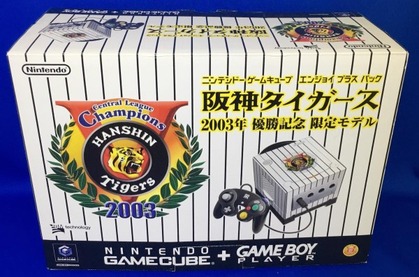 Nintendo
ニンテンドーゲームキューブ エンジョイ プラス パック
阪神タイガース
2003年 優勝記念 限定モデル
Central League
Champions
HANSHIN
Tigers
2003
technology
NINTENDO
GAMECUBE + GAME BOY
PLAYER